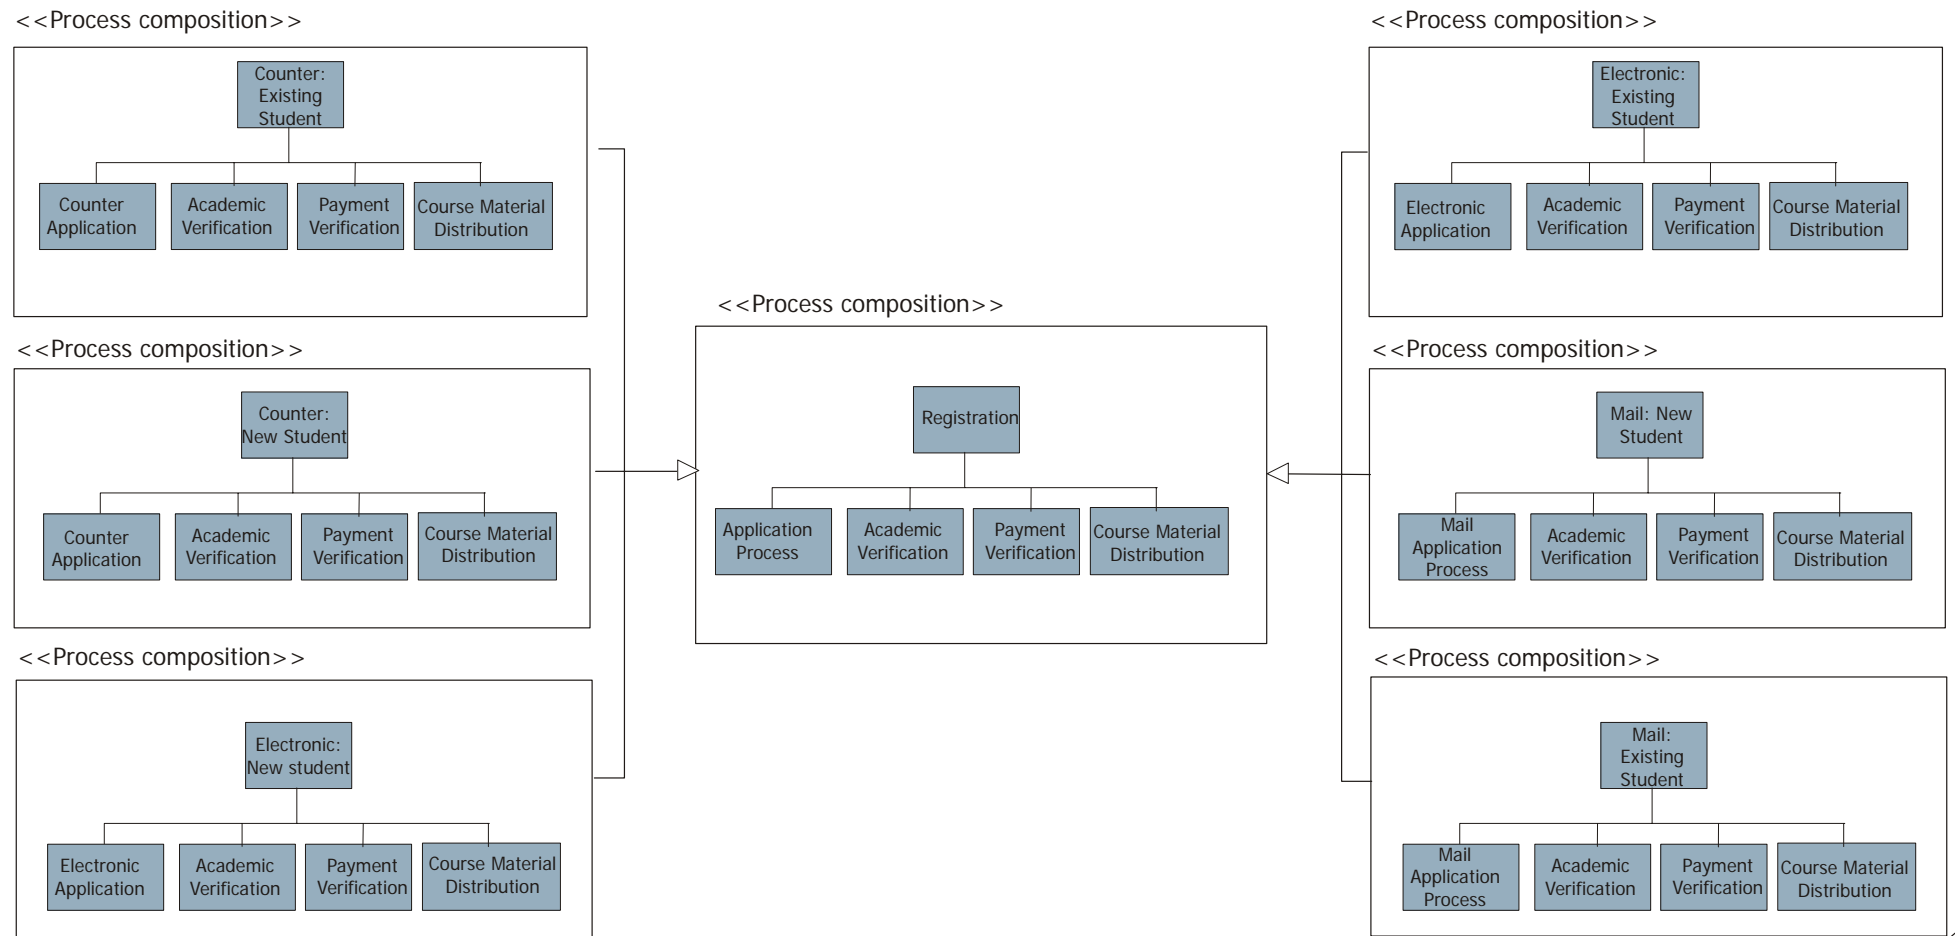 <<Process composition>>
Counter:
Existing
Student
Counter
Application
Academic
Verification
Payment
Verification
Course Material
Distribution
<<Process composition>>
Counter:
New Student
Counter
Application
Academic
Verification
Payment
Verification
Course Material
Distribution
<<Process composition>>
Electronic:
New student
Electronic
Application
Academic
Verification
Payment
Verification
Course Material
Distribution
<<Process composition>>
Registration
Application
Process
Academic
Verification
Payment
Verification
Course Material
Distribution
<<Process composition>>
Electronic:
Existing
Student
Electronic
Application
Academic
Verification
Payment
Verification
Course Material
Distribution
<<Process composition>>
Mail: New
Student
Mail
Application
Process
Academic
Verification
Payment
Verification
Course Material
Distribution
<<Process composition>>
Mail:
Existing
Student
Mail
Application
Process
Academic
Verification
Payment
Verification
Course Material
Distribution